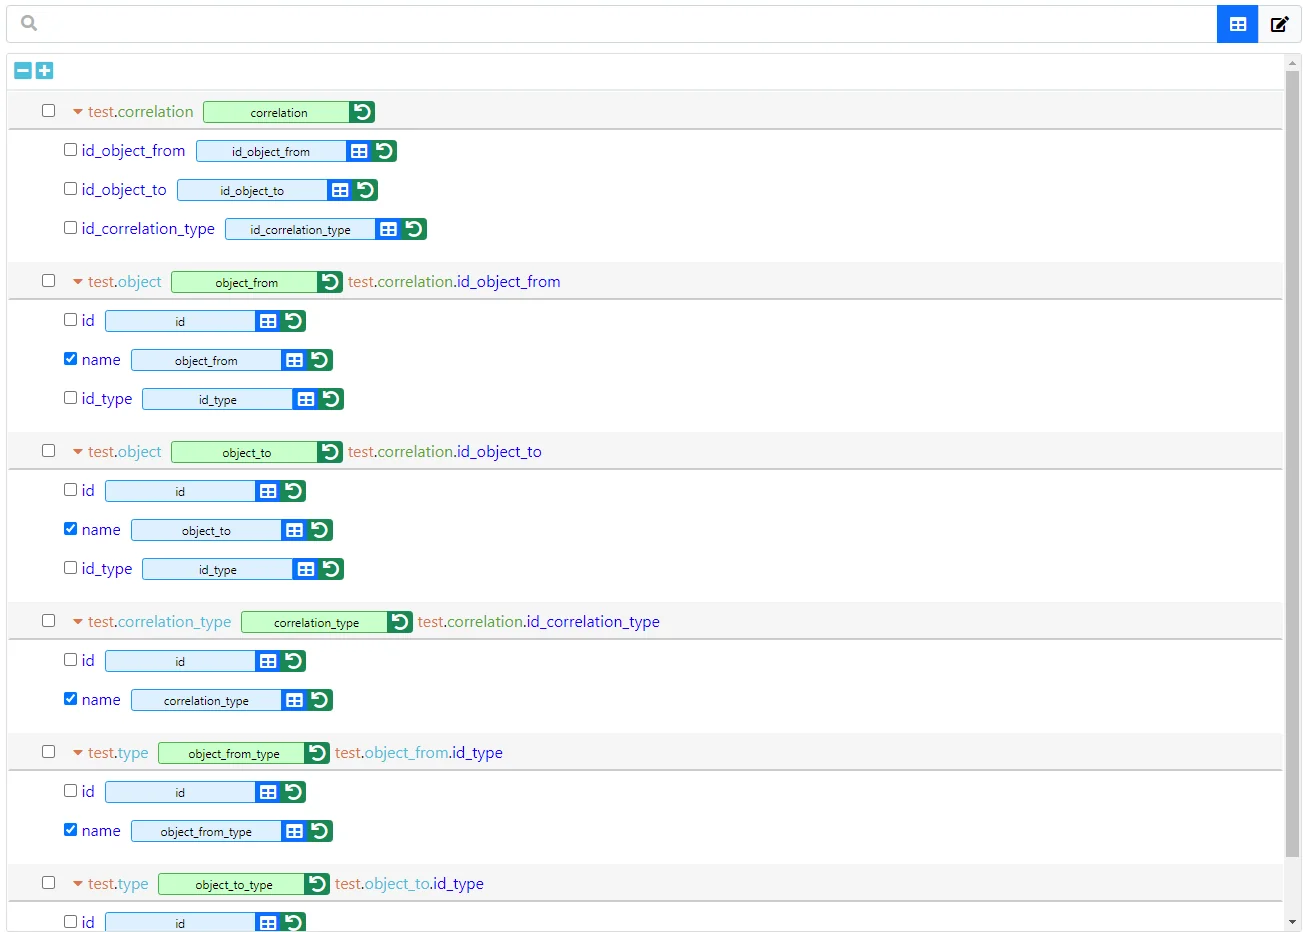 test.correlation correlation
id_object_from id_object_from
id_object_to id_object_to
id_correlation_type id_correlation_type
test.object object_from test.correlation.id_object_from
id id
name object_from
id_type id_type
test.object object_to test.correlation.id_object_to
id id
name object_to
id_type id_type
test.correlation_type correlation_type test.correlation.id_correlation_type
id id
name correlation_type
test.type object_from_type test.object_from.id_type
id id
name object_from_type
test.type object_to_type test.object_to.id_type
id id